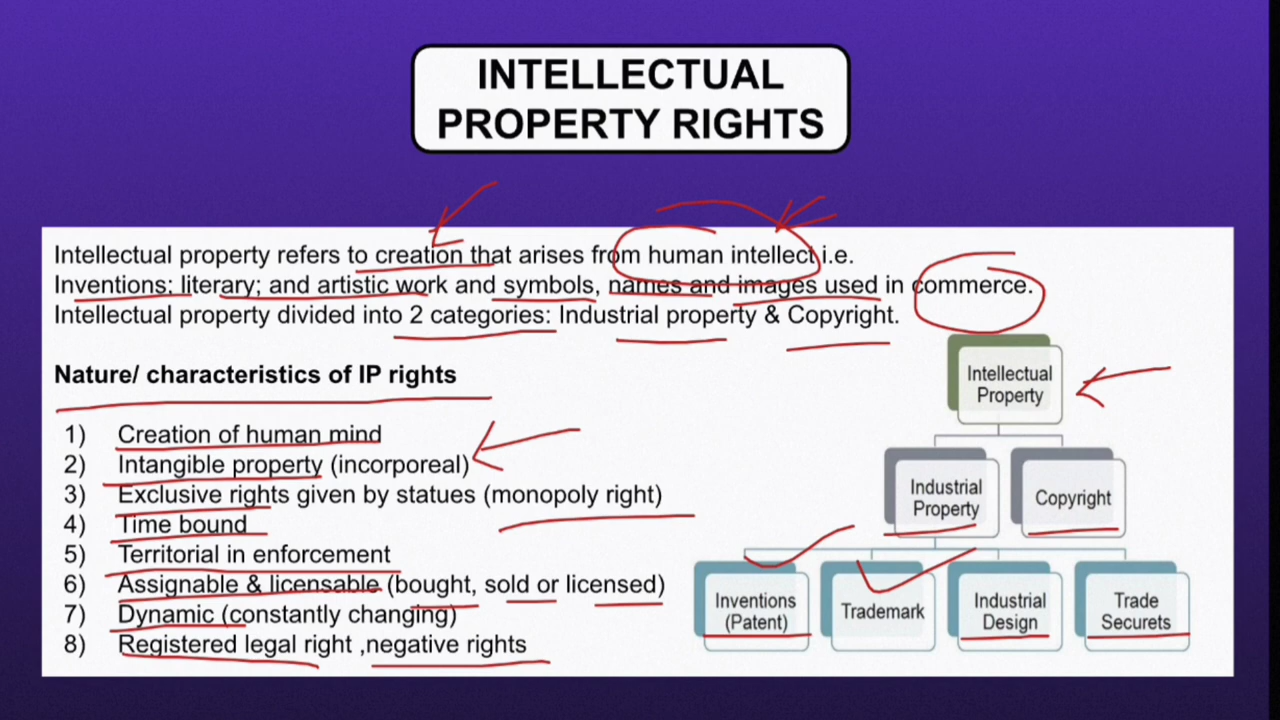 INTELLECTUAL
PROPERTY RIGHTS
Intellectual property refers to creation that arises from human intellect i.e.
Inventions; literary; and artistic work and symbols, names and images used in commerce.
Intellectual property divided into 2 categories: Industrial property & Copyright.
Nature/ characteristics of IP rights
1) Creation of human mind
2) Intangible property (incorporeal)
3) Exclusive rights given by statues (monopoly right)
4) Time bound
5) Territorial in enforcement
6) Assignable & licensable (bought, sold or licensed)
7) Dynamic (constantly changing)
8) Registered legal right ,negative rights
Intellectual
Property
Industrial
Property
Copyright
Inventions
(Patent)
Trademark
Industrial
Design
Trade
Securets